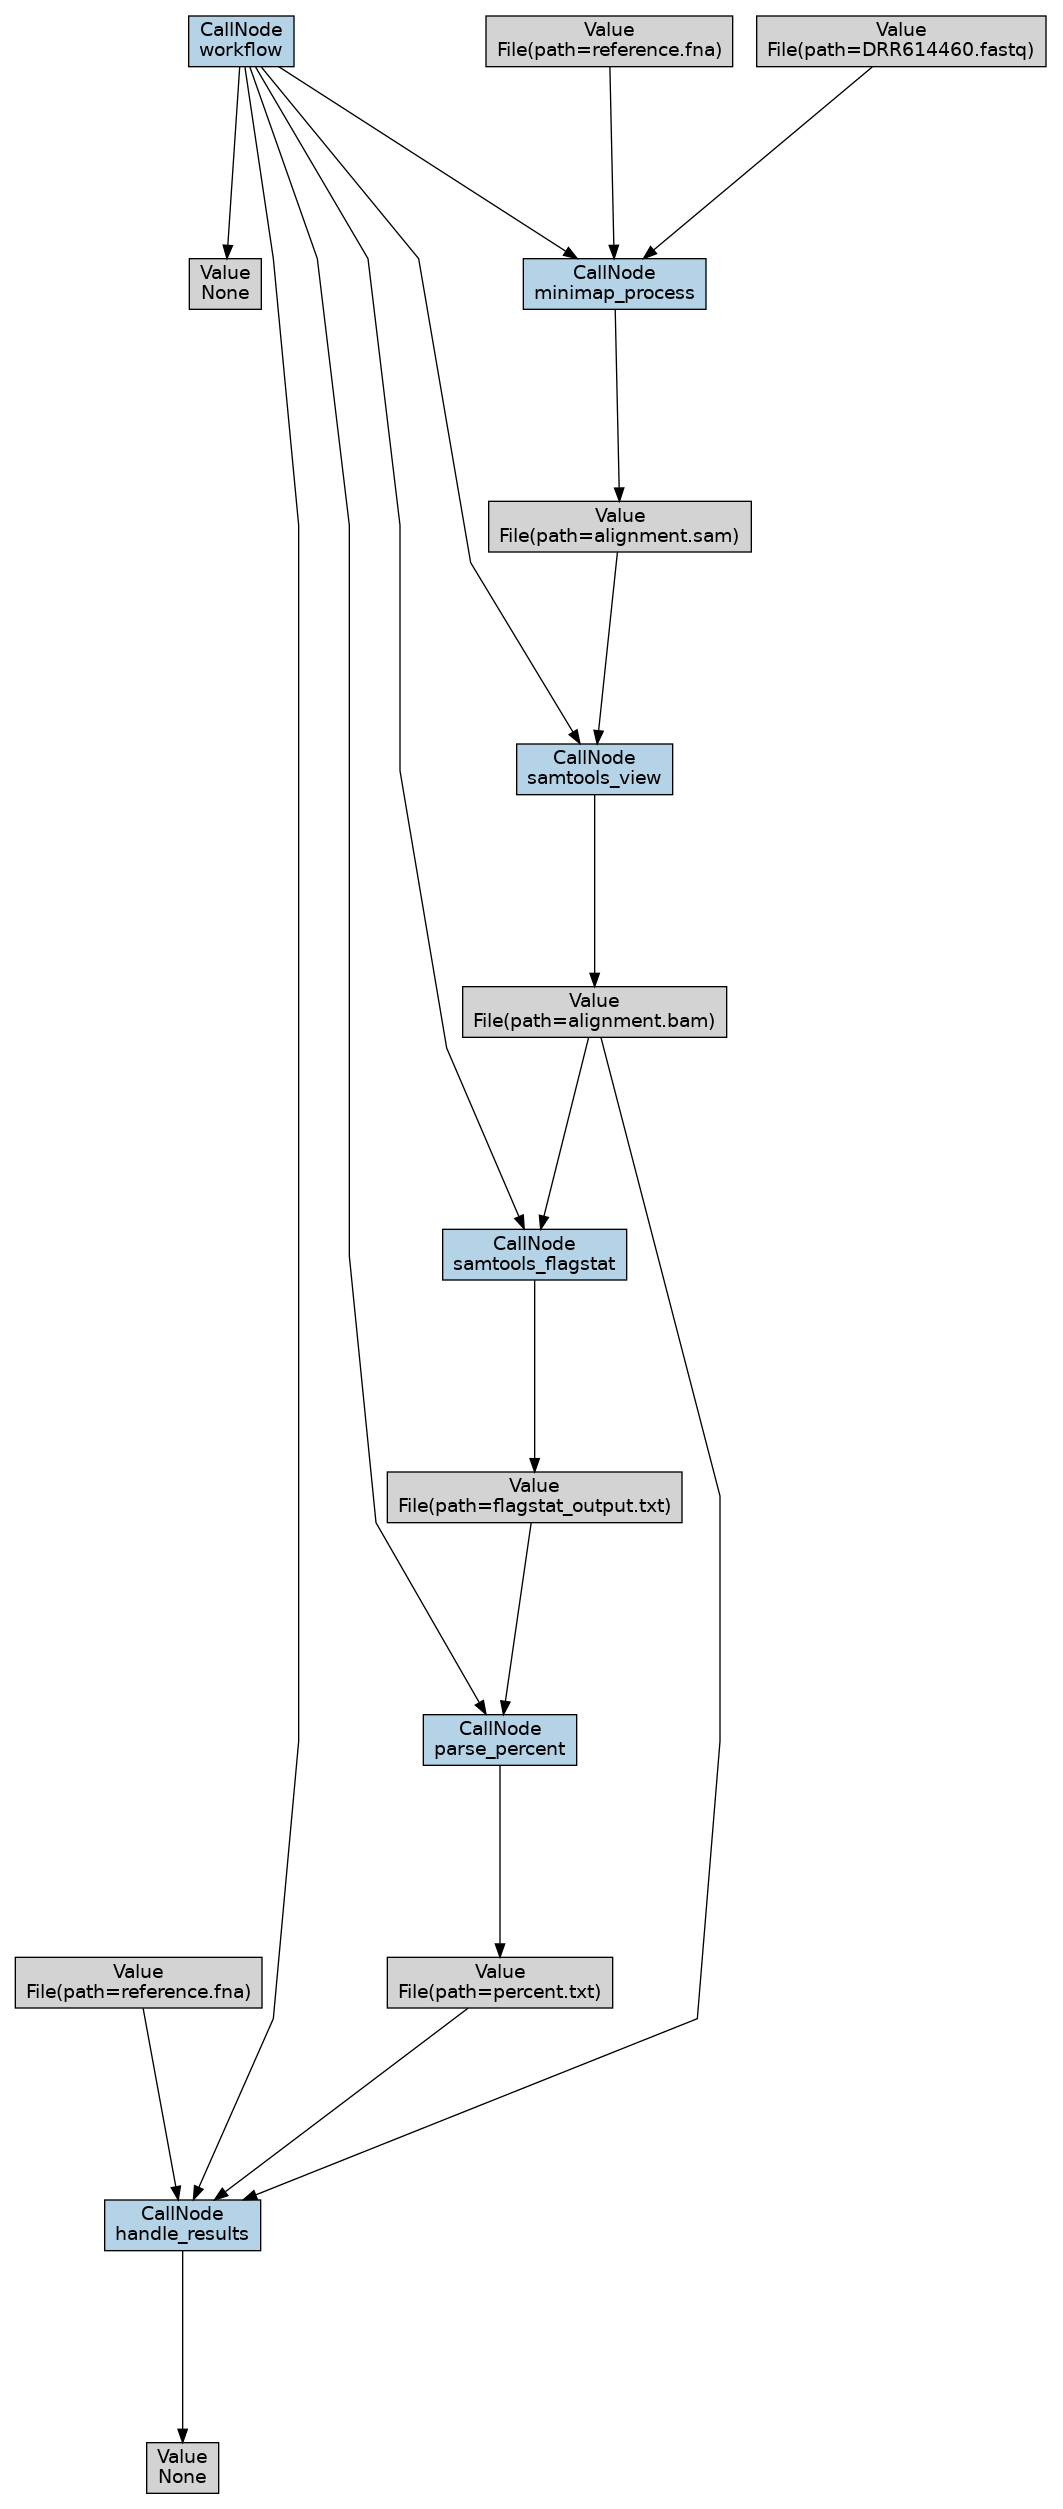 CallNode
workflow
Value
File(path=reference.fna)
Value
File(path=DRR614460.fastq)
Value
None
CallNode
minimap_process
Value
File(path=alignment.sam)
CallNode
samtools_view
Value
File(path=alignment.bam)
CallNode
samtools_flagstat
Value
File(path=flagstat_output.txt)
CallNode
parse_percent
Value
File(path=reference.fna)
Value
File(path=percent.txt)
CallNode
handle_results
Value
None